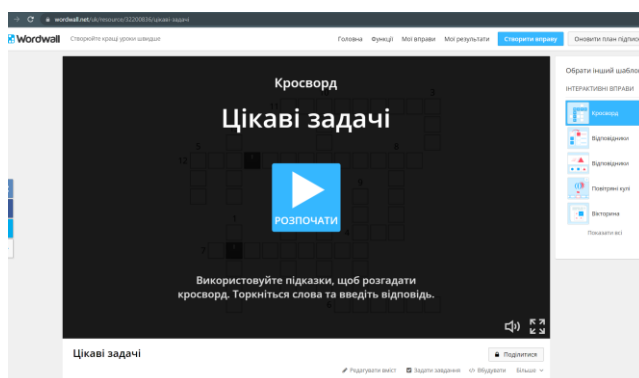 wordwall.net/uk/resource/32200836/цікаві-задачі
Wordwall Створюйте кращі уроки швидше Головна Функції Мої вправи Мої результати Створити вправу Оновити план підпис
Кросворд
Цікаві задачі
РОЗПОЧАТИ
Використовуйте підказки, щоб розгадати
кросворд. Торкніться слова та введіть відповідь.
Обрати інший шаблон
ІНТЕРАКТИВНІ ВПРАВИ
Кросворд
Відповідники
Відповідники
Повітряні кулі
Вікторина
Показати всі
Цікаві задачі
Поділитися
Редагувати вміст Задати завдання Вбудувати Більше